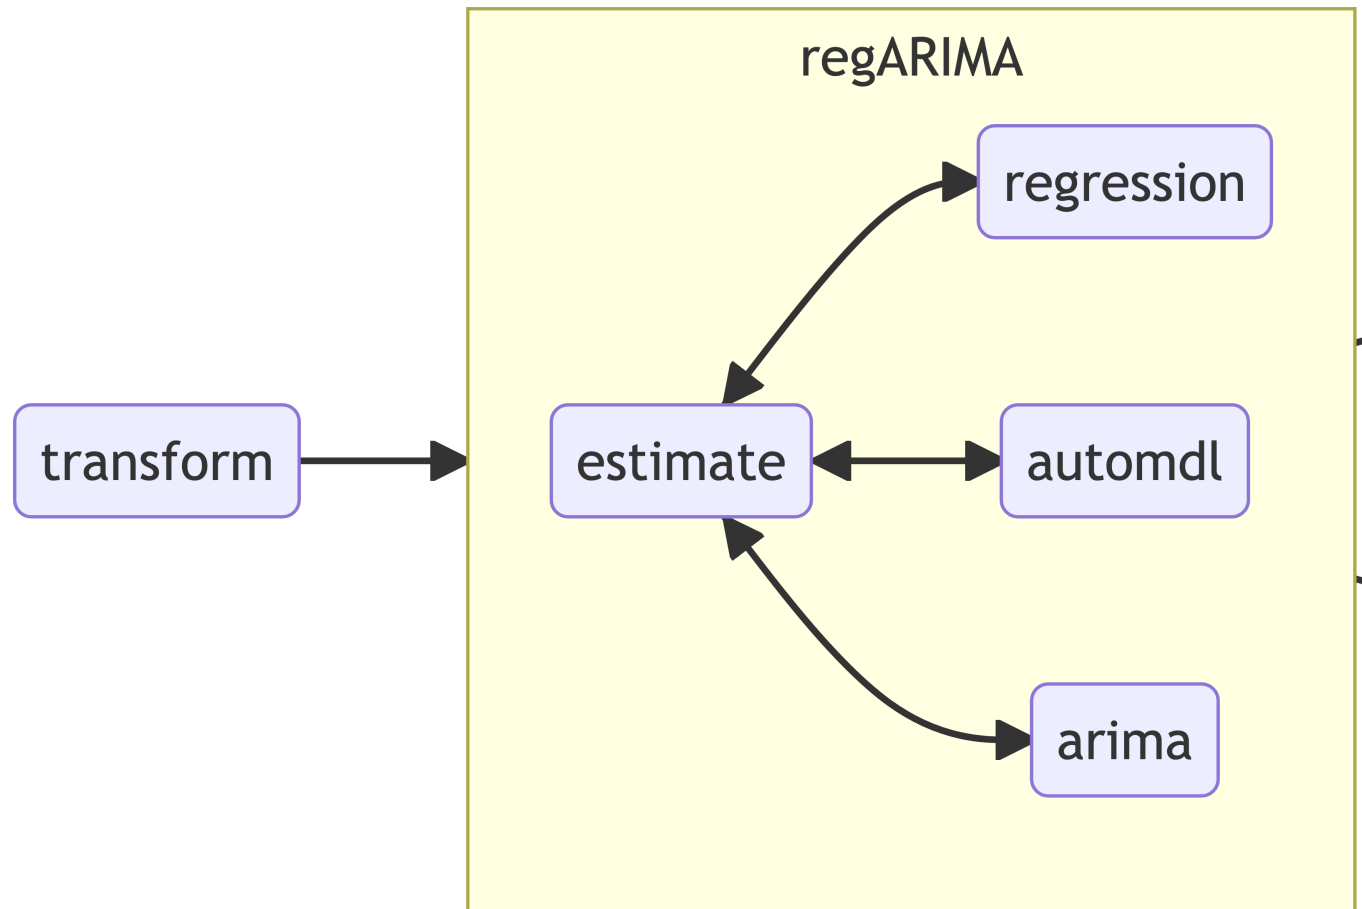 regARIMA
regression
transform
estimate
automdl
arima